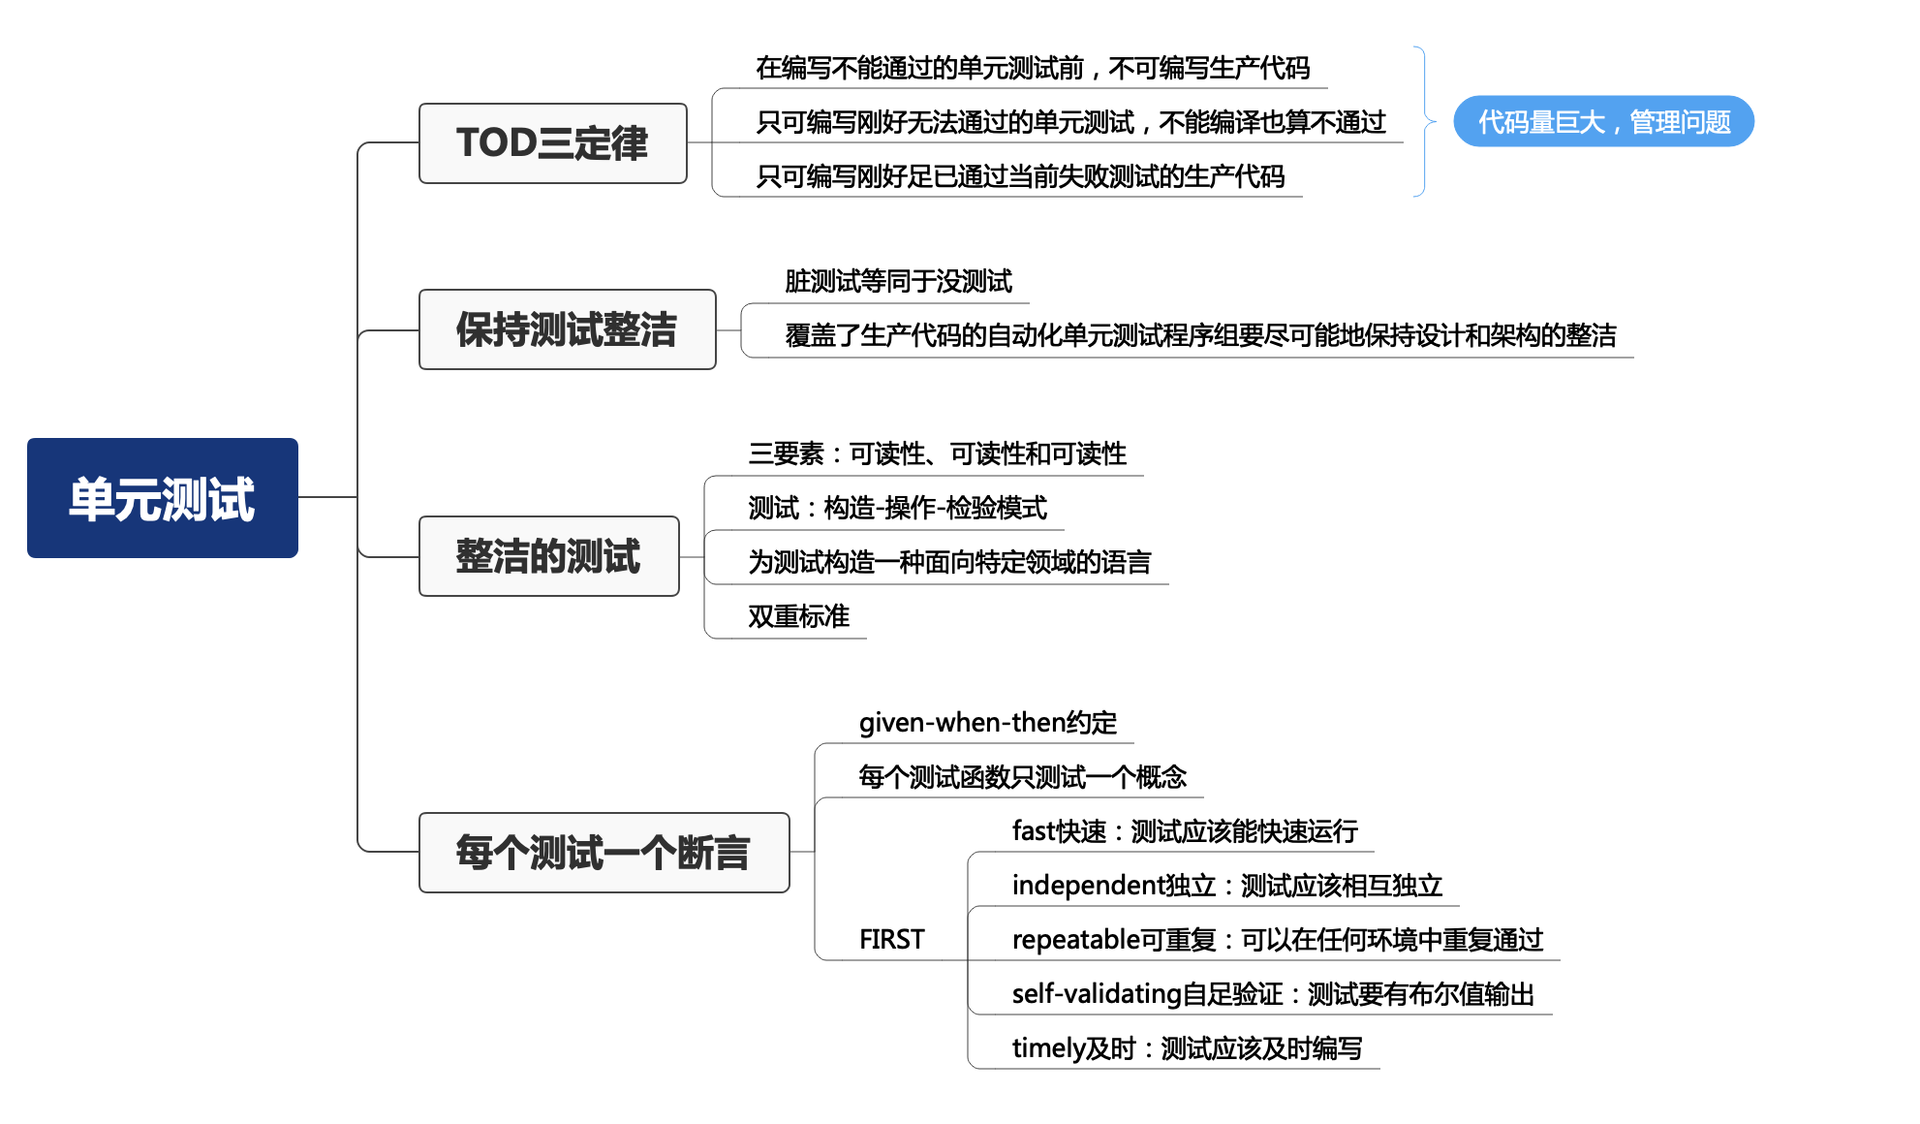 在编写不能通过的单元测试前，不可编写生产代码
TOD三定律
只可编写刚好无法通过的单元测试，不能编译也算不通过
代码量巨大，管理问题
只可编写刚好足已通过当前失败测试的生产代码
脏测试等同于没测试
保持测试整洁
覆盖了生产代码的自动化单元测试程序组要尽可能地保持设计和架构的整洁
单元测试
三要素：可读性、可读性和可读性
测试：构造-操作-检验模式
整洁的测试
为测试构造一种面向特定领域的语言
双重标准
given-when-then约定
每个测试函数只测试一个概念
每个测试一个断言
fast快速：测试应该能快速运行
independent独立：测试应该相互独立
FIRST
repeatable可重复：可以在任何环境中重复通过
self-validating自足验证：测试要有布尔值输出
timely及时：测试应该及时编写